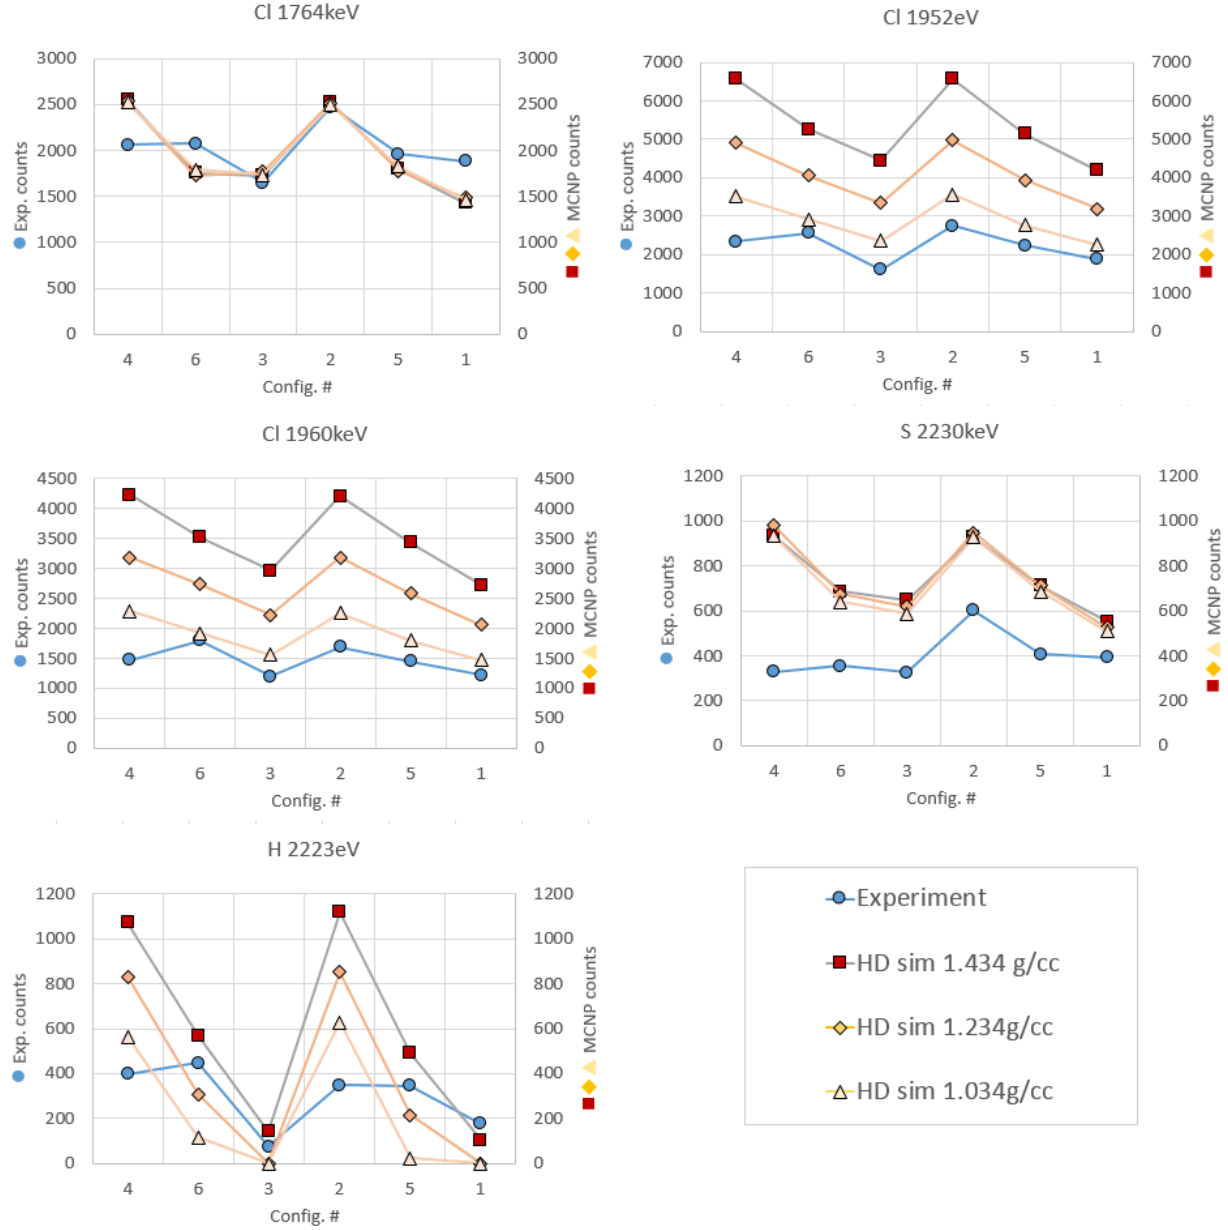 Cl 1764keV
3000
2500
2000
1500
1000
500
0
3000
2500
2000
1500
1000
500
0
Exp. counts
MCNP counts
4 6 3 2 5 1
Config. #
Cl 1952eV
7000
6000
5000
4000
3000
2000
1000
0
7000
6000
5000
4000
3000
2000
1000
0
Exp. counts
MCNP counts
4 6 3 2 5 1
Config. #
Cl 1960keV
4500
4000
3500
3000
2500
2000
1500
1000
500
0
4500
4000
3500
3000
2500
2000
1500
1000
500
0
Exp. counts
MCNP counts
4 6 3 2 5 1
Config. #
S 2230keV
1200
1000
800
600
400
200
0
1200
1000
800
600
400
200
0
Exp. counts
MCNP counts
4 6 3 2 5 1
Config. #
H 2223eV
1200
1000
800
600
400
200
0
1200
1000
800
600
400
200
0
Exp. counts
MCNP counts
4 6 3 2 5 1
Config. #
Experiment
HD sim 1.434 g/cc
HD sim 1.234g/cc
HD sim 1.034g/cc